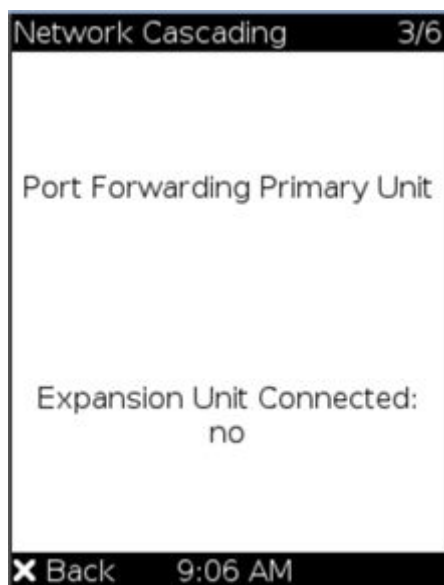 Network Cascading 3/6
Port Forwarding Primary Unit
Expansion Unit Connected:
no
Back 9:06 AM